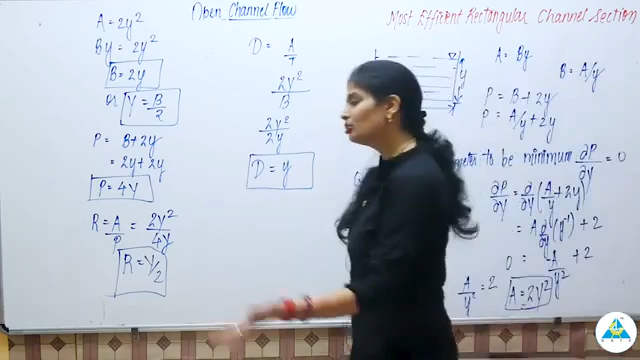 Open Channel Flow
A = 2y²
By = 2y²
B = 2y
or Y = B/2
P = B + 2y
= 2y + 2y
P = 4Y
R = A/P = 2Y²/4y
R = Y/2
D = A/T
2Y²/B
2Y²/2y
D = y
Most Efficient Rectangular Channel Section
A = By
B = A/y
P = B + 2y
P = A/y + 2y
to be minimum ∂P/∂y = 0
∂P/∂y = ∂/∂y (A/y + 2y)
= A ∂/∂y (y⁻¹) + 2
0 = A/y² + 2
A/y² = 2
A = 2y²